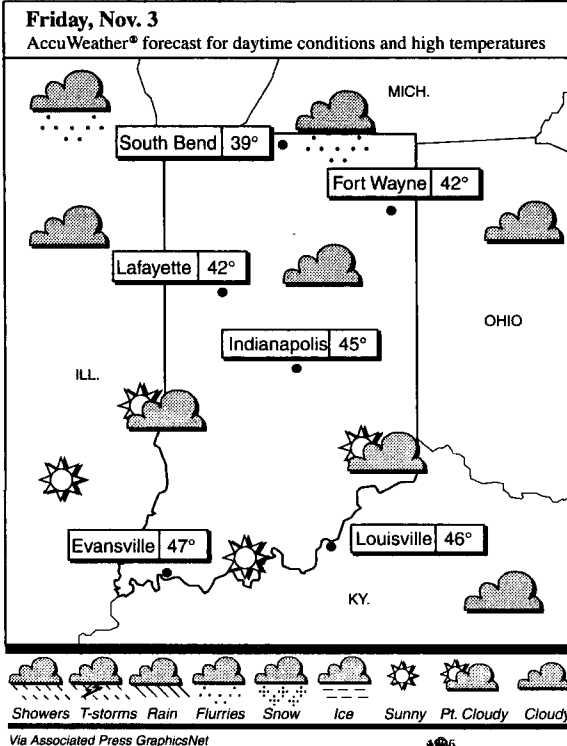 Friday, Nov. 3
AccuWeather® forecast for daytime conditions and high temperatures
MICH.
South Bend 39°
Fort Wayne 42°
Lafayette 42°
OHIO
Indianapolis 45°
ILL.
Evansville 47°
Louisville 46°
KY.
Showers T-storms Rain Flurries Snow Ice Sunny Pt. Cloudy Cloudy
Via Associated Press GraphicsNet